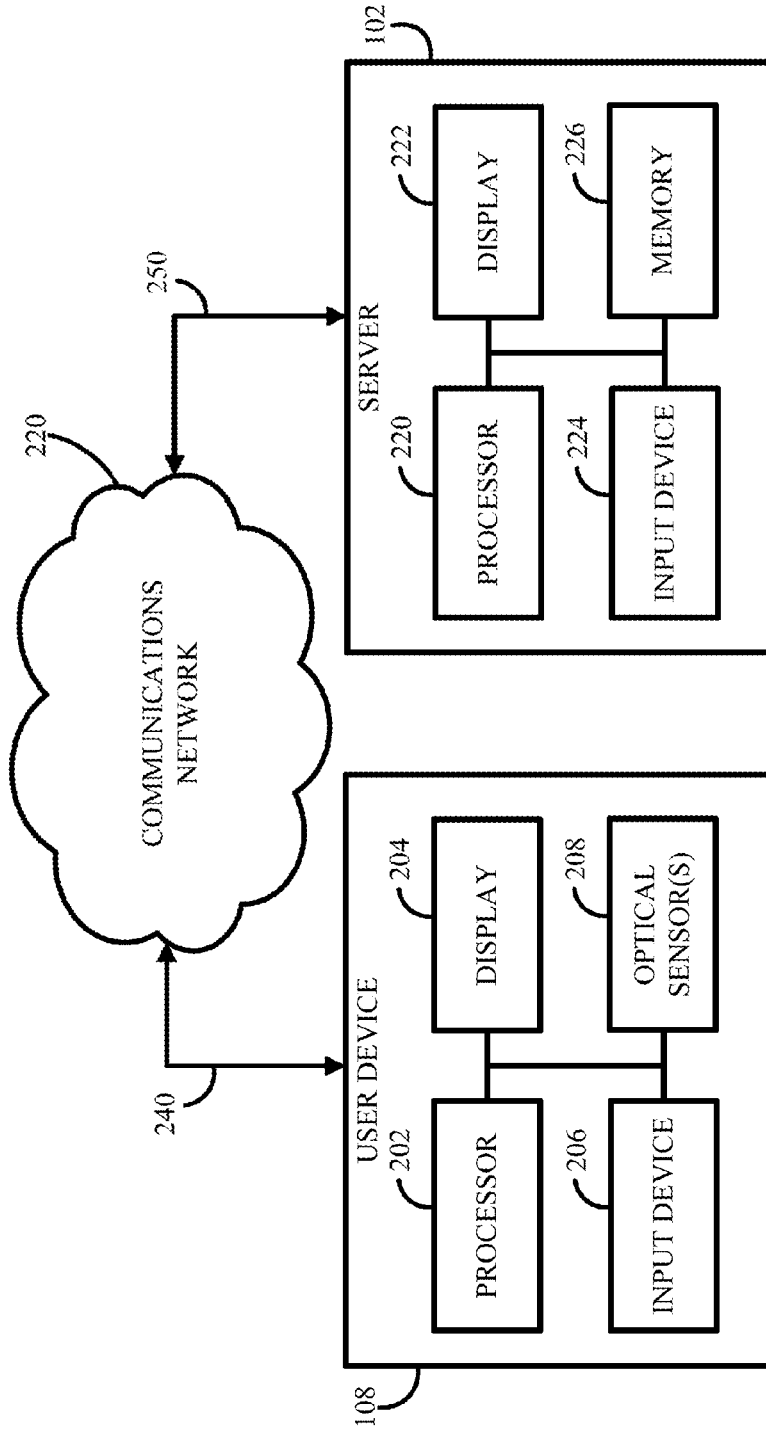 220
COMMUNICATIONS
NETWORK
240
250
108
USER DEVICE
202
PROCESSOR
204
DISPLAY
206
INPUT DEVICE
208
OPTICAL
SENSOR(S)
102
SERVER
220
PROCESSOR
222
DISPLAY
224
INPUT DEVICE
226
MEMORY